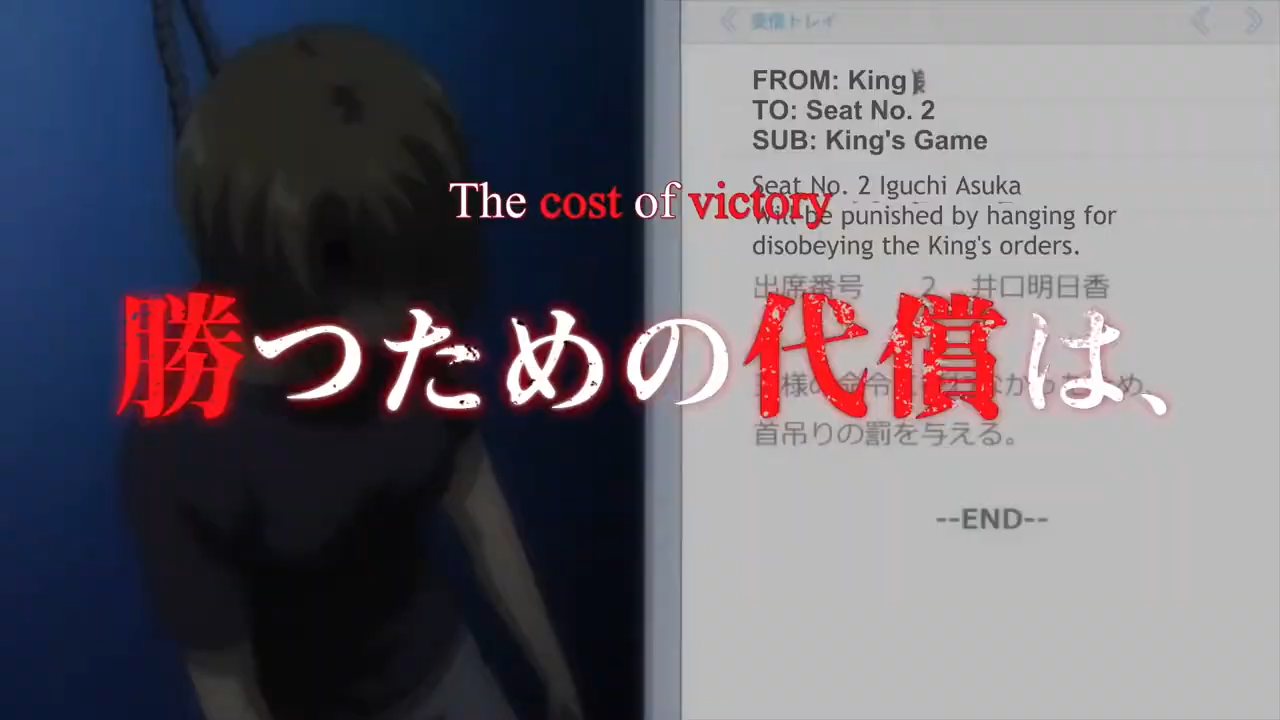 受信トレイ
FROM: King
TO: Seat No. 2
SUB: King's Game
Seat No. 2 Iguchi Asuka
Will be punished by hanging for
disobeying the King's orders.
The cost of victory
出席番号 2 井口明日香
勝つための代償は、
首吊りの罰を与える。
--END--